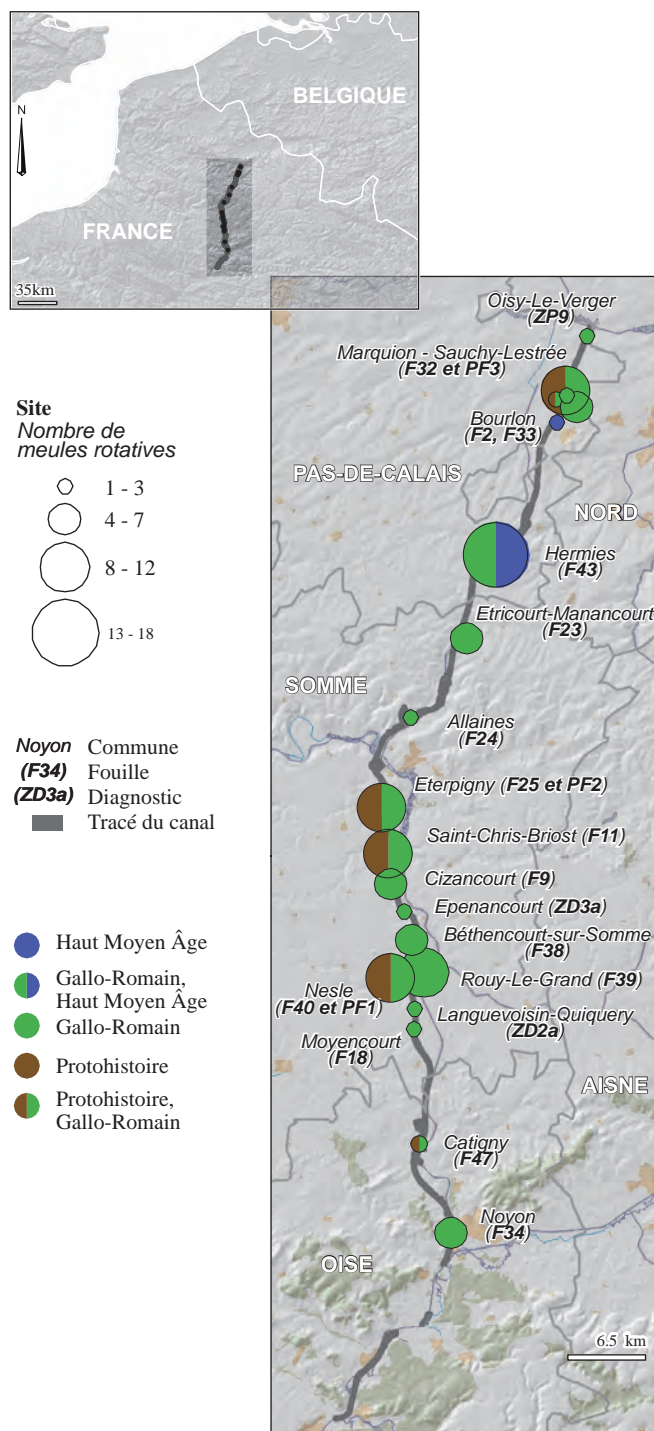 BELGIQUE
N
FRANCE
35km
Site
Nombre de
meules rotatives
1 - 3
4 - 7
8 - 12
13 - 18
Noyon Commune
(F34) Fouille
(ZD3a) Diagnostic
Tracé du canal
Haut Moyen Âge
Gallo-Romain,
Haut Moyen Âge
Gallo-Romain
Protohistoire
Protohistoire,
Gallo-Romain
Oisy-Le-Verger
(ZP9)
Marquion - Sauchy-Lestrée
(F32 et PF3)
Bourlon
(F2, F33)
PAS-DE-CALAIS
NORD
Hermies
(F43)
Etricourt-Manancourt
(F23)
SOMME
Allaines
(F24)
Eterpigny (F25 et PF2)
Saint-Chris-Briost (F11)
Cizancourt (F9)
Epenancourt (ZD3a)
Béthencourt-sur-Somme
(F38)
Rouy-Le-Grand (F39)
Nesle
(F40 et PF1)
Languevoisin-Quiquery
(ZD2a)
Moyencourt
(F18)
AISNE
Catigny
(F47)
Noyon
(F34)
OISE
6.5 km